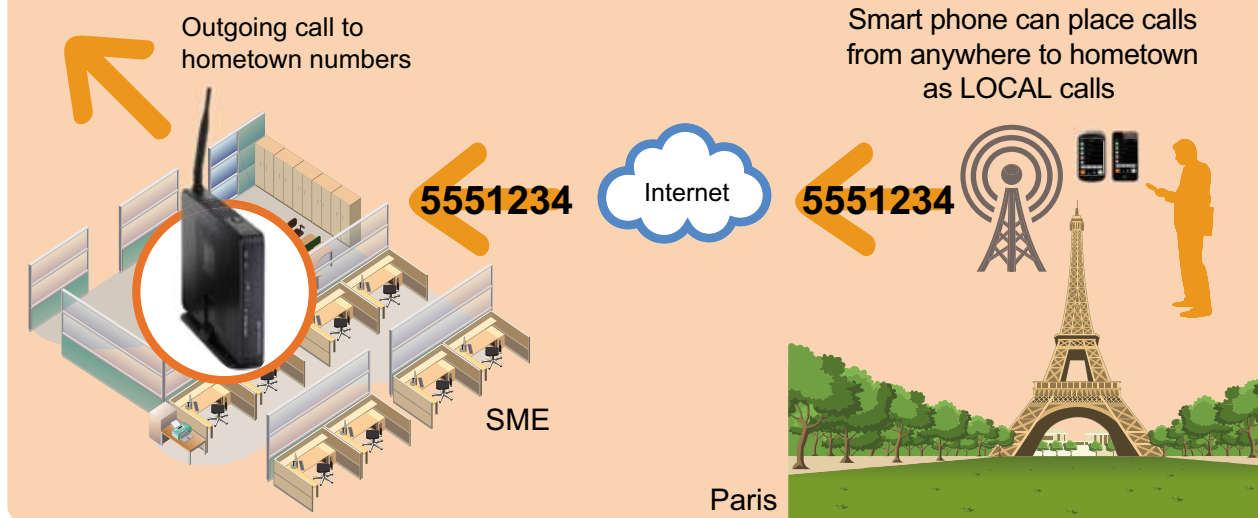 Outgoing call to
hometown numbers
Smart phone can place calls
from anywhere to hometown
as LOCAL calls
5551234
Internet
5551234
SME
Paris